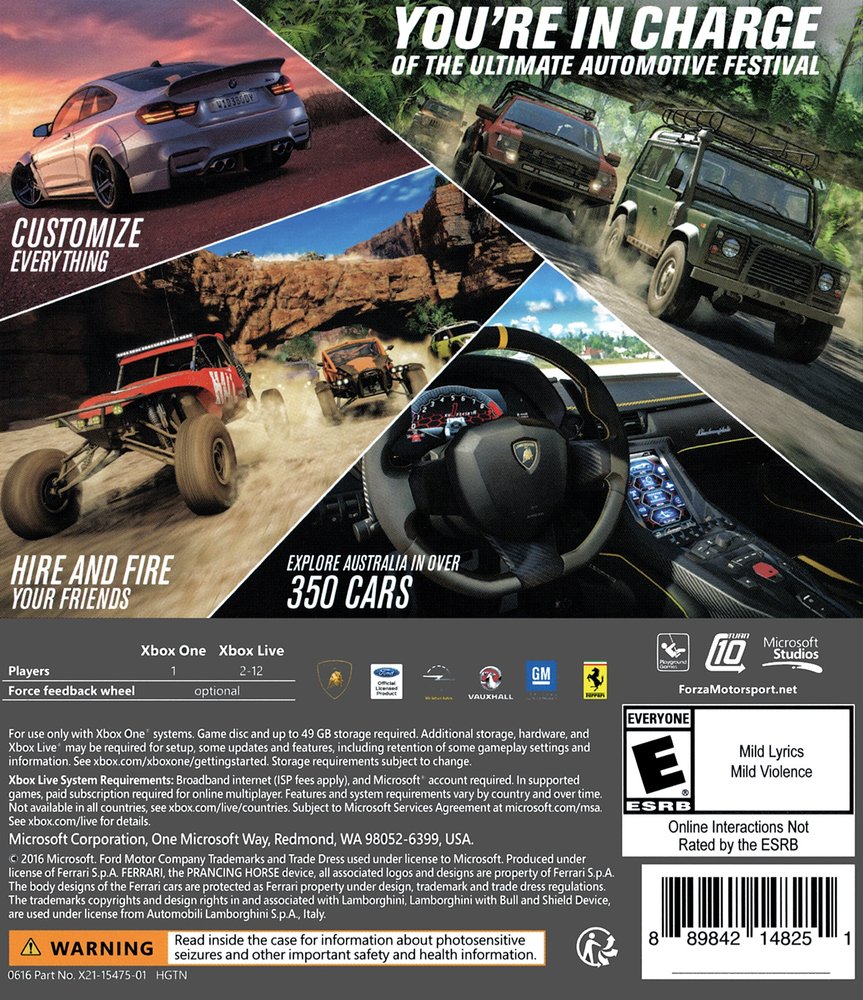 YOU'RE IN CHARGE
OF THE ULTIMATE AUTOMOTIVE FESTIVAL
W1D3BODY
CUSTOMIZE
EVERYTHING
HIRE AND FIRE
YOUR FRIENDS
Lamborghini
EXPLORE AUSTRALIA IN OVER
350 CARS
Xbox One Xbox Live
Players 1 2-12
Force feedback wheel optional
Ford
Official
Licensed
Product
VAUXHALL
GM
Ferrari
Playground
Games
TURN
10
Microsoft
Studios
ForzaMotorsport.net
For use only with Xbox One® systems. Game disc and up to 49 GB storage required. Additional storage, hardware, and
Xbox Live® may be required for setup, some updates and features, including retention of some gameplay settings and
information. See xbox.com/xboxone/gettingstarted. Storage requirements subject to change.
Xbox Live System Requirements: Broadband internet (ISP fees apply), and Microsoft® account required. In supported
games, paid subscription required for online multiplayer. Features and system requirements vary by country and over time.
Not available in all countries, see xbox.com/live/countries. Subject to Microsoft Services Agreement at microsoft.com/msa.
See xbox.com/live for details.
Microsoft Corporation, One Microsoft Way, Redmond, WA 98052-6399, USA.
© 2016 Microsoft. Ford Motor Company Trademarks and Trade Dress used under license to Microsoft. Produced under
license of Ferrari S.p.A. FERRARI, the PRANCING HORSE device, all associated logos and designs are property of Ferrari S.p.A.
The body designs of the Ferrari cars are protected as Ferrari property under design, trademark and trade dress regulations.
The trademarks copyrights and design rights in and associated with Lamborghini, Lamborghini with Bull and Shield Device,
are used under license from Automobili Lamborghini S.p.A., Italy.
EVERYONE
E®
ESRB
Mild Lyrics
Mild Violence
Online Interactions Not
Rated by the ESRB
8 89842 14825 1
⚠ WARNING
Read inside the case for information about photosensitive
seizures and other important safety and health information.
0616 Part No. X21-15475-01 HGTN